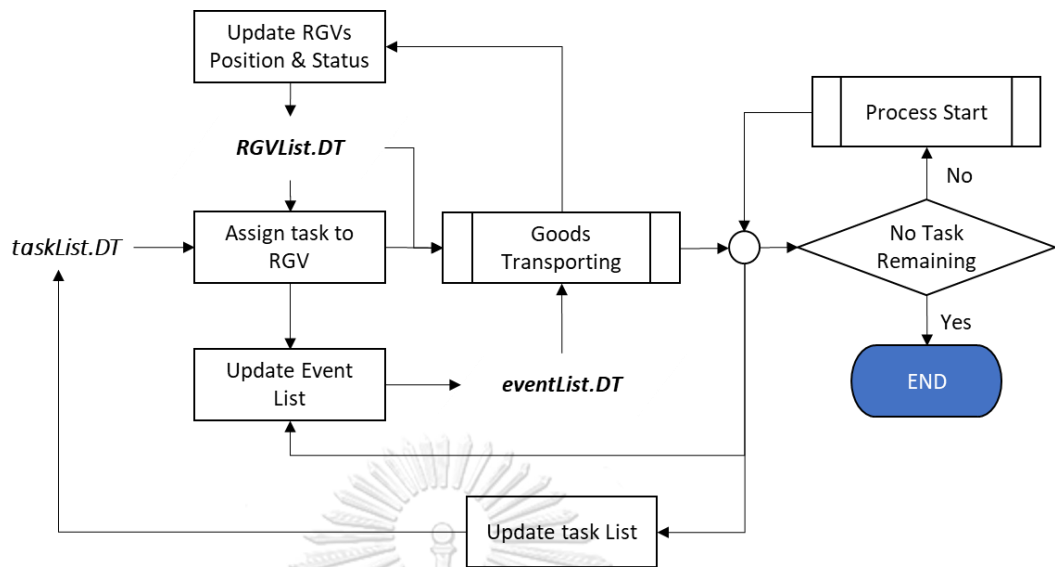 Update RGVs
Position & Status
RGVList.DT
Process Start
No
taskList.DT
Assign task to
RGV
Goods
Transporting
No Task
Remaining
Yes
Update Event
List
eventList.DT
END
Update task List